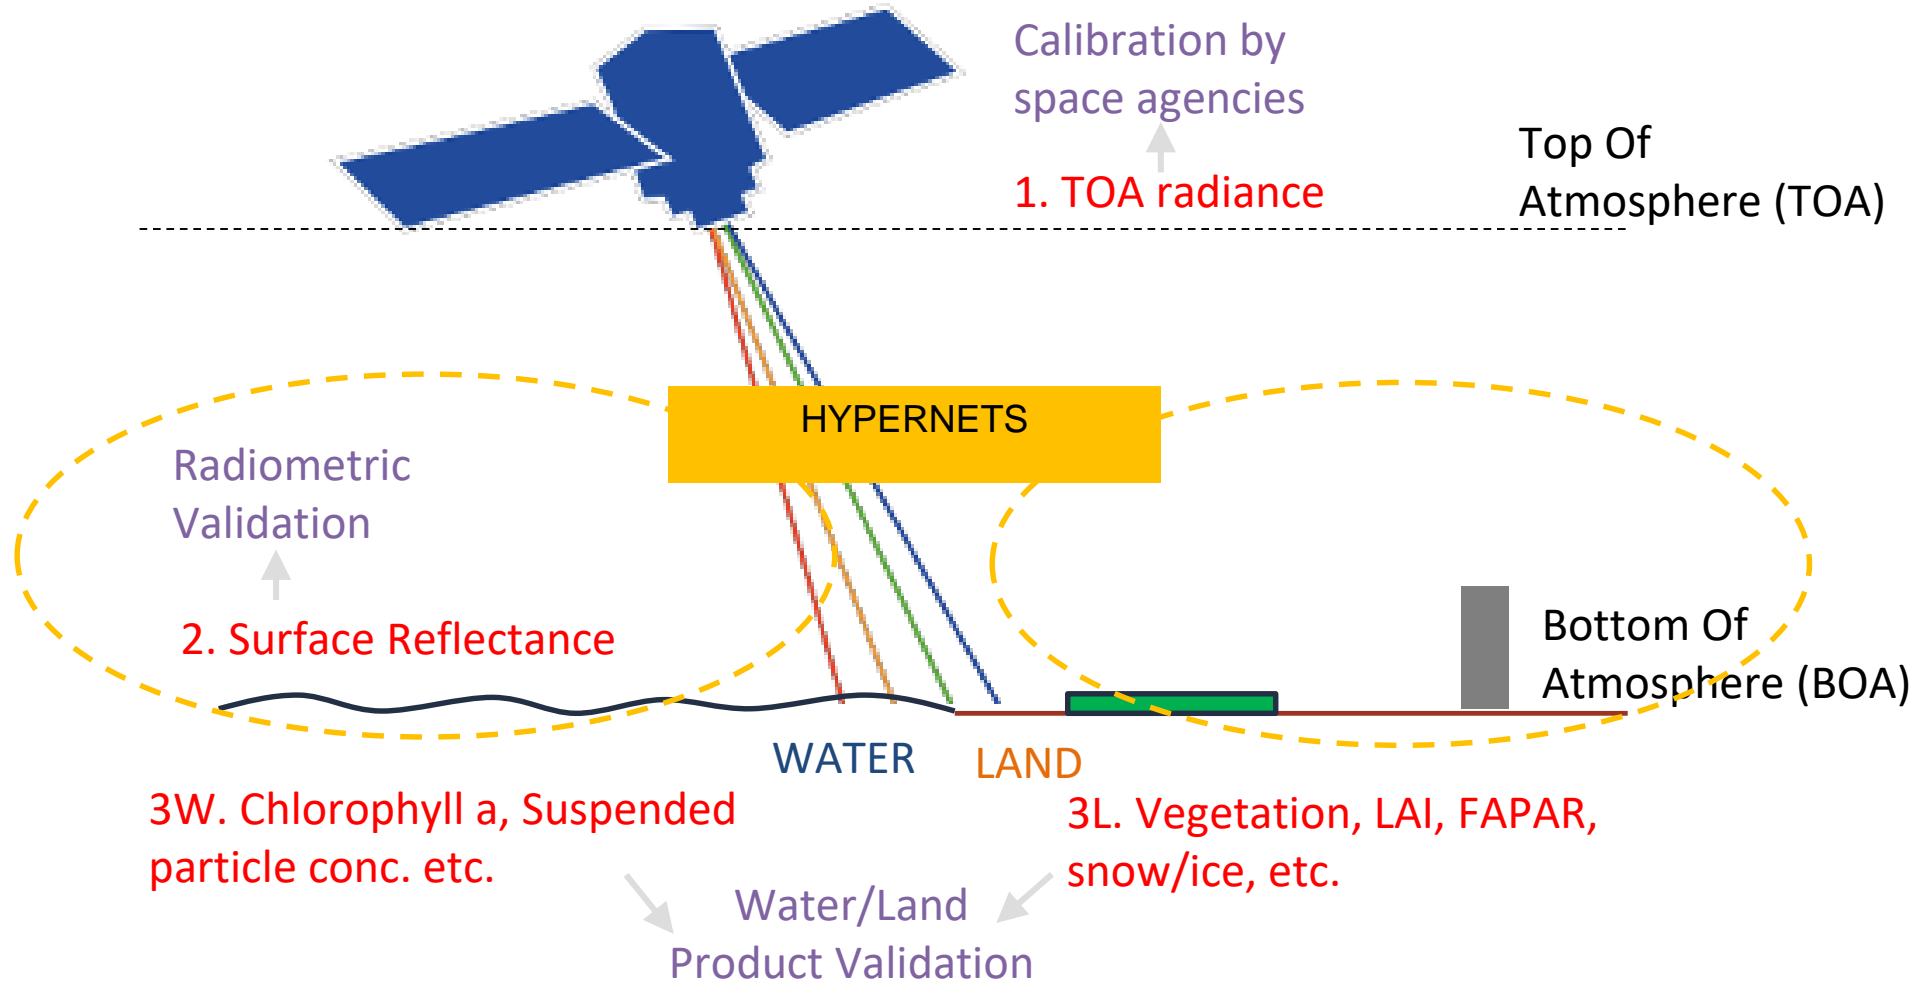 Calibration by
space agencies
1. TOA radiance
Top Of
Atmosphere (TOA)
HYPERNETS
Radiometric
Validation
2. Surface Reflectance
Bottom Of
Atmosphere (BOA)
WATER
LAND
3W. Chlorophyll a, Suspended
particle conc. etc.
3L. Vegetation, LAI, FAPAR,
snow/ice, etc.
Water/Land
Product Validation